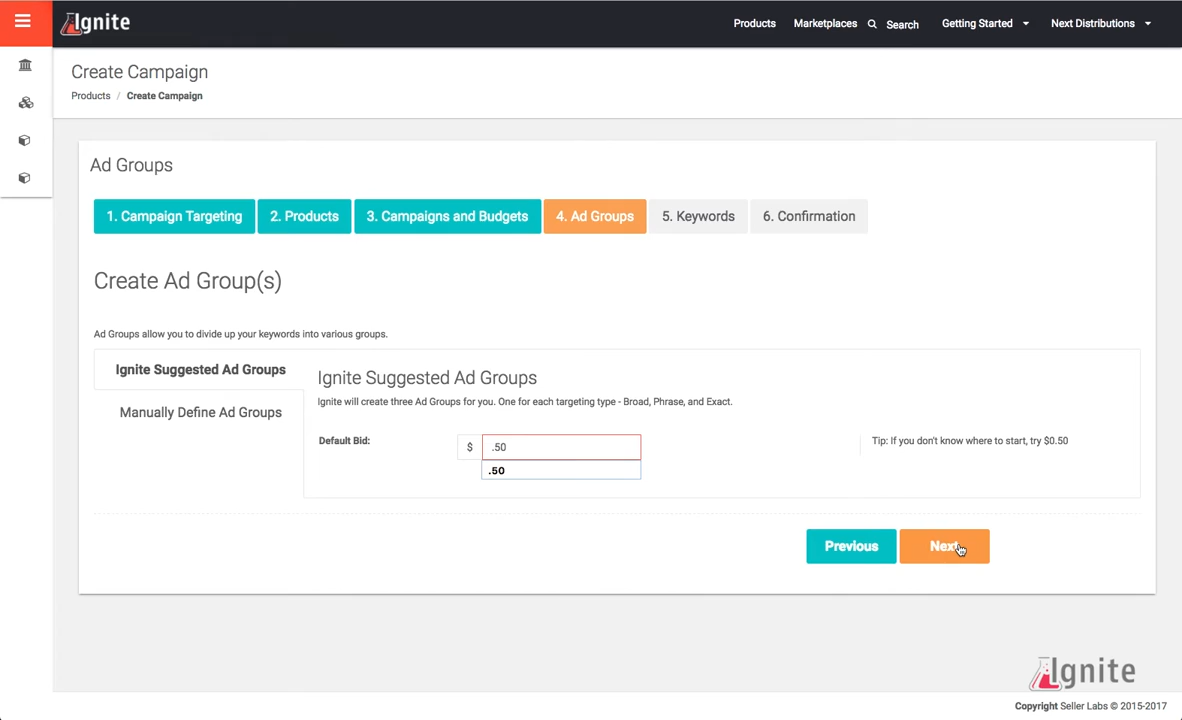 Ignite
Products Marketplaces Search Getting Started Next Distributions
Create Campaign
Products / Create Campaign
Ad Groups
1. Campaign Targeting 2. Products 3. Campaigns and Budgets 4. Ad Groups 5. Keywords 6. Confirmation
Create Ad Group(s)
Ad Groups allow you to divide up your keywords into various groups.
Ignite Suggested Ad Groups
Manually Define Ad Groups
Ignite Suggested Ad Groups
Ignite will create three Ad Groups for you. One for each targeting type - Broad, Phrase, and Exact.
Default Bid: $ .50 Tip: If you don't know where to start, try $0.50
.50
Previous Next
Ignite
Copyright Seller Labs © 2015-2017